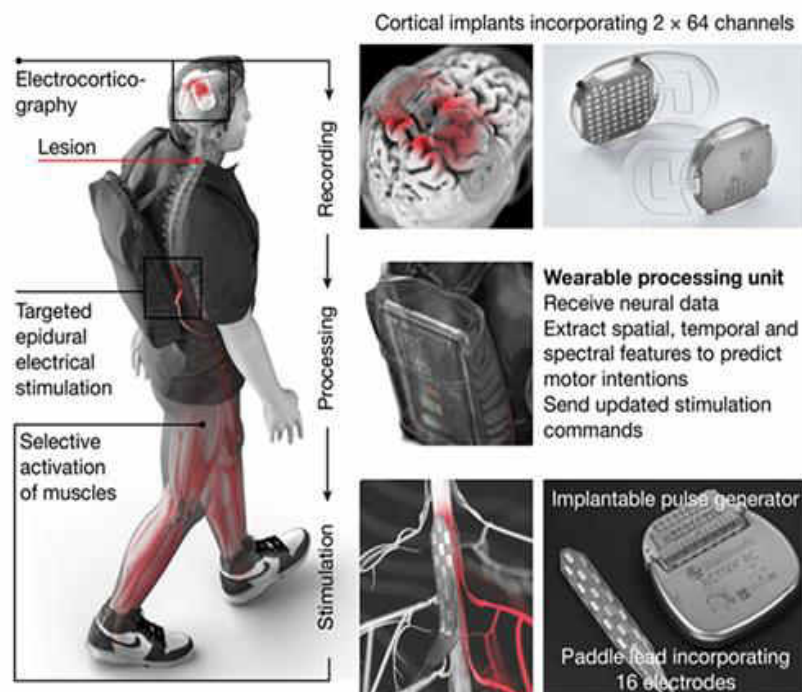 Cortical implants incorporating 2 × 64 channels
Electrocortico-
graphy
Lesion
Targeted
epidural
electrical
stimulation
Selective
activation
of muscles
Recording
Processing
Stimulation
Wearable processing unit
Receive neural data
Extract spatial, temporal and
spectral features to predict
motor intentions
Send updated stimulation
commands
Implantable pulse generator
Paddle lead incorporating
16 electrodes